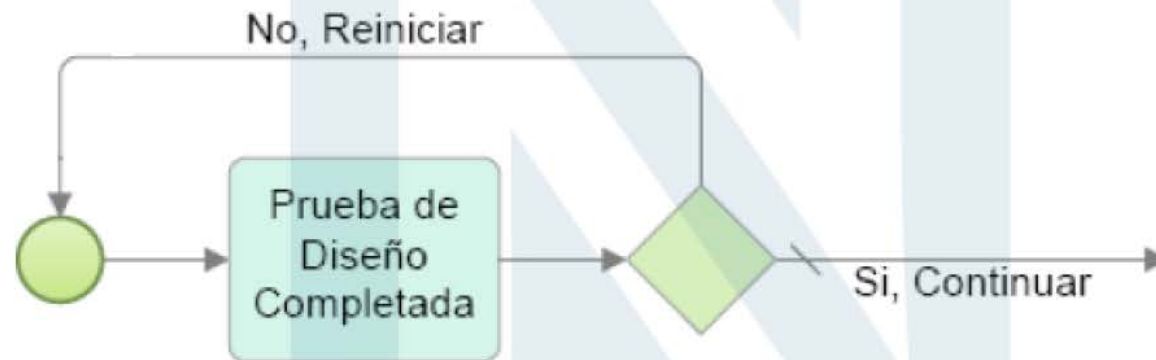 No, Reiniciar
Prueba de
Diseño
Completada
Si, Continuar